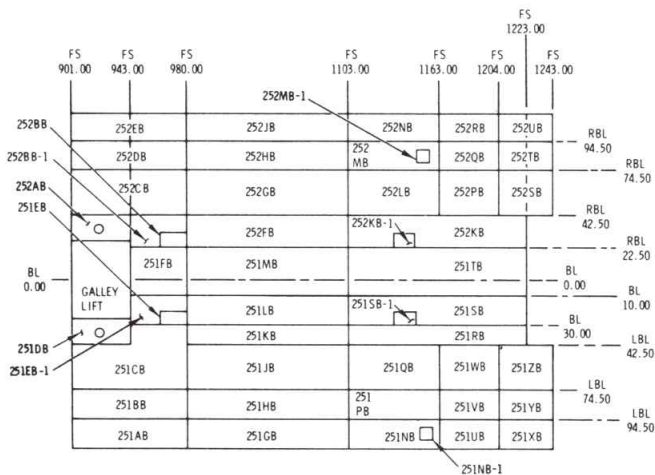 FS
1223.00
FS
901.00
FS
943.00
FS
980.00
FS
1103.00
FS
1163.00
FS
1204.00
FS
1243.00
252MB-1
252BB
252EB
252JB
252NB
252RB
252UB
RBL
94.50
252BB-1
252DB
252HB
252
MB
252QB
252TB
RBL
74.50
252AB
252CB
252GB
252LB
252PB
252SB
251EB
RBL
42.50
252FB
252KB-1
252KB
RBL
22.50
BL
0.00
251FB
251MB
251TB
BL
0.00
GALLEY
LIFT
BL
10.00
251LB
251SB-1
251SB
BL
30.00
251DB
251KB
251RB
LBL
42.50
251EB-1
251CB
251JB
251QB
251WB
251ZB
LBL
74.50
251BB
251HB
251
PB
251VB
251YB
LBL
94.50
251AB
251GB
251NB
251UB
251XB
251NB-1